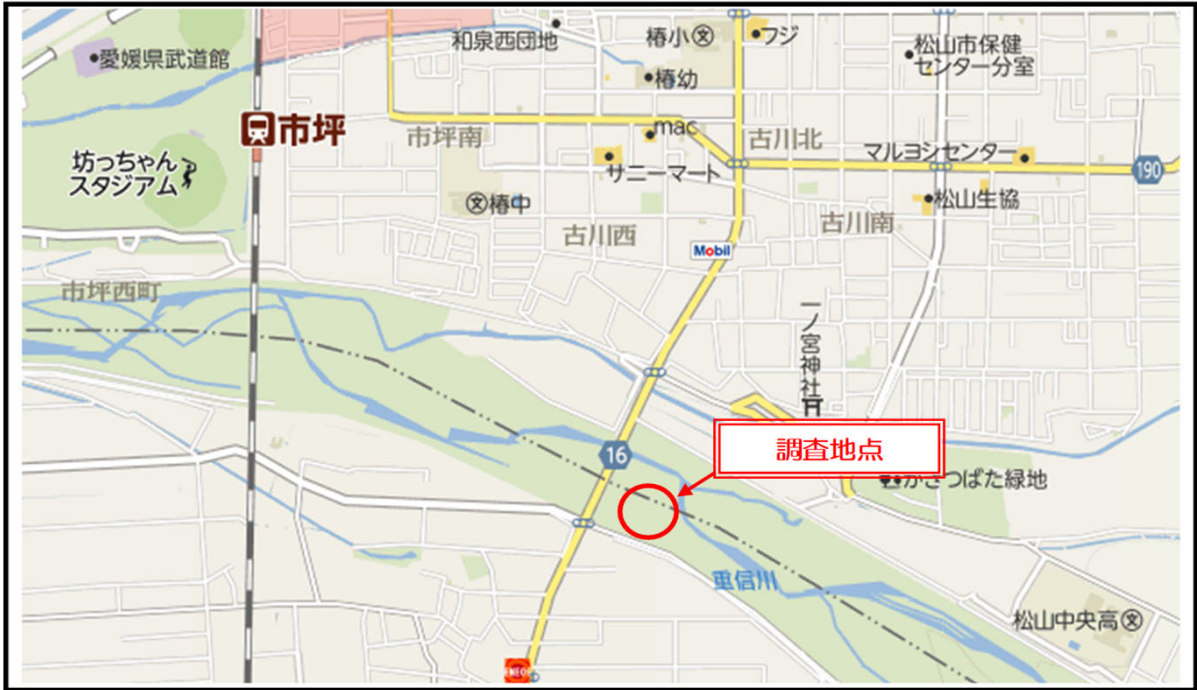 和泉西団地
椿小文
フジ
愛媛県武道館
松山市保健
センター分室
椿幼
市坪
市坪南
mac
古川北
マルヨシセンター
190
坊っちゃん
スタジアム
サニーマート
文椿中
松山生協
古川西
古川南
Mobil
市坪西町
一ノ宮神社
16
調査地点
かきつばた緑地
重信川
松山中央高文